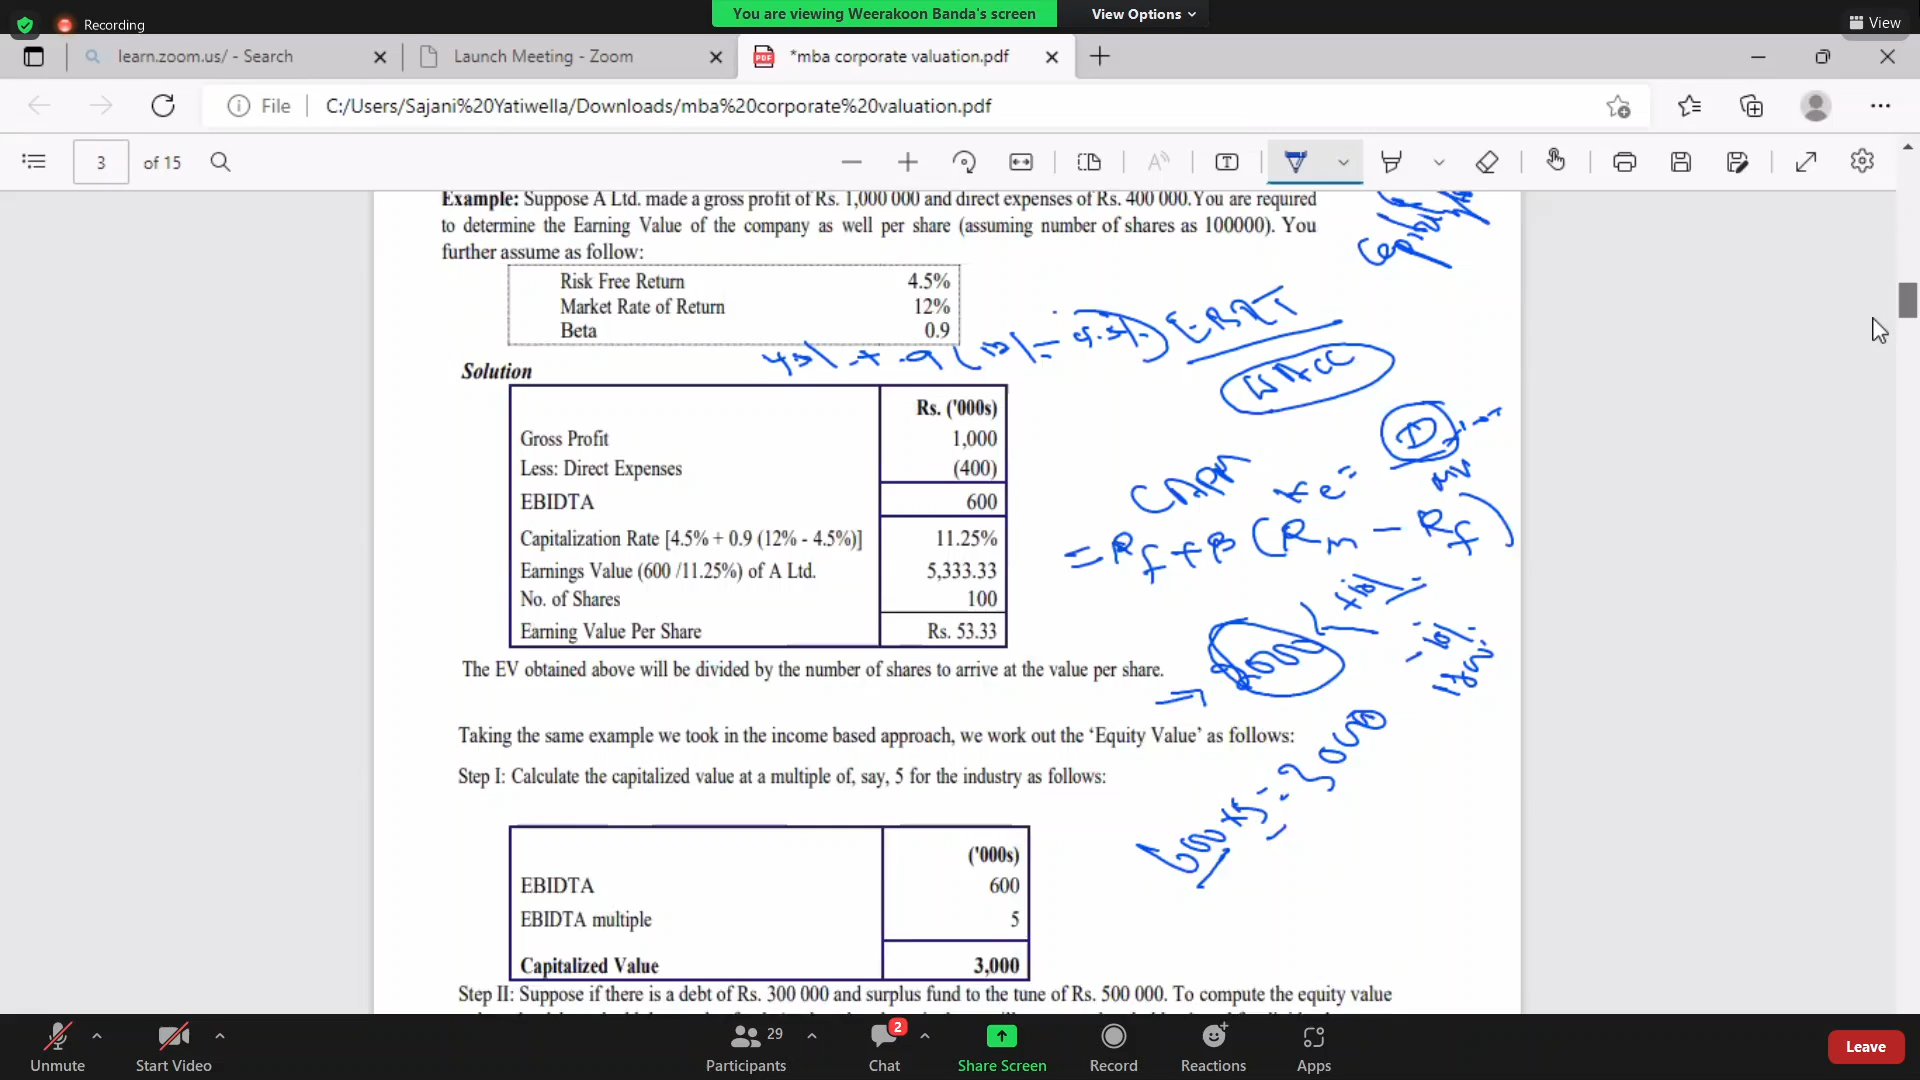 Recording
You are viewing Weerakoon Banda's screen
View Options
View
learn.zoom.us/ - Search
Launch Meeting - Zoom
*mba corporate valuation.pdf
File
C:/Users/Sajani%20Yatiwella/Downloads/mba%20corporate%20valuation.pdf
3 of 15
Example: Suppose A Ltd. made a gross profit of Rs. 1,000 000 and direct expenses of Rs. 400 000.You are required
to determine the Earning Value of the company as well per share (assuming number of shares as 100000). You
further assume as follow:
Risk Free Return 4.5%
Market Rate of Return 12%
Beta 0.9
EBIT
WACC
Solution
Rs. ('000s)
Gross Profit 1,000
Less: Direct Expenses (400)
EBIDTA 600
Capitalization Rate [4.5% + 0.9 (12% - 4.5%)] 11.25%
Earnings Value (600 /11.25%) of A Ltd. 5,333.33
No. of Shares 100
Earning Value Per Share Rs. 53.33
D
MV
CAPM
Ke =
= Rf + β (Rm - Rf)
The EV obtained above will be divided by the number of shares to arrive at the value per share.
Taking the same example we took in the income based approach, we work out the ‘Equity Value’ as follows:
Step I: Calculate the capitalized value at a multiple of, say, 5 for the industry as follows:
600 x 5 = 3000
('000s)
EBIDTA 600
EBIDTA multiple 5
Capitalized Value 3,000
Step II: Suppose if there is a debt of Rs. 300 000 and surplus fund to the tune of Rs. 500 000. To compute the equity value
Unmute
Start Video
Participants 29
Chat 2
Share Screen
Record
Reactions
Apps
Leave